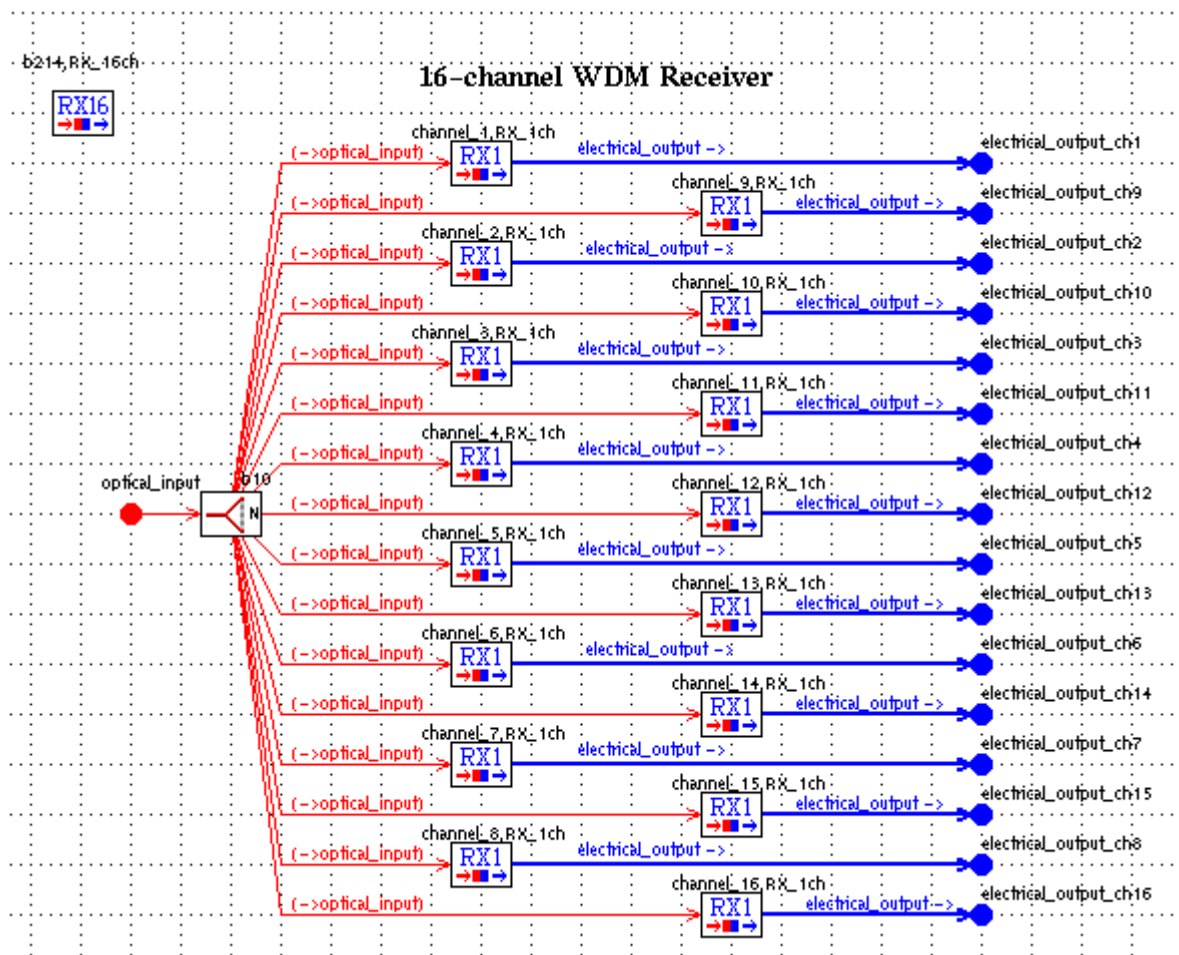 b214,RX_16ch
16-channel WDM Receiver
RX16
channel_1,RX_1ch
(->optical_input)
RX1
electrical_output ->
electrical_output_ch1
channel_9,RX_1ch
(->optical_input)
RX1
electrical_output ->
electrical_output_ch9
channel_2,RX_1ch
(->optical_input)
RX1
electrical_output ->
electrical_output_ch2
channel_10,RX_1ch
(->optical_input)
RX1
electrical_output ->
electrical_output_ch10
channel_3,RX_1ch
(->optical_input)
RX1
electrical_output ->
electrical_output_ch3
channel_11,RX_1ch
(->optical_input)
RX1
electrical_output ->
electrical_output_ch11
channel_4,RX_1ch
(->optical_input)
RX1
electrical_output ->
electrical_output_ch4
optical_input
b10
N
channel_12,RX_1ch
(->optical_input)
RX1
electrical_output ->
electrical_output_ch12
channel_5,RX_1ch
(->optical_input)
RX1
electrical_output ->
electrical_output_ch5
channel_13,RX_1ch
(->optical_input)
RX1
electrical_output ->
electrical_output_ch13
channel_6,RX_1ch
(->optical_input)
RX1
electrical_output ->
electrical_output_ch6
channel_14,RX_1ch
(->optical_input)
RX1
electrical_output ->
electrical_output_ch14
channel_7,RX_1ch
(->optical_input)
RX1
electrical_output ->
electrical_output_ch7
channel_15,RX_1ch
(->optical_input)
RX1
electrical_output ->
electrical_output_ch15
channel_8,RX_1ch
(->optical_input)
RX1
electrical_output ->
electrical_output_ch8
channel_16,RX_1ch
(->optical_input)
RX1
electrical_output ->
electrical_output_ch16